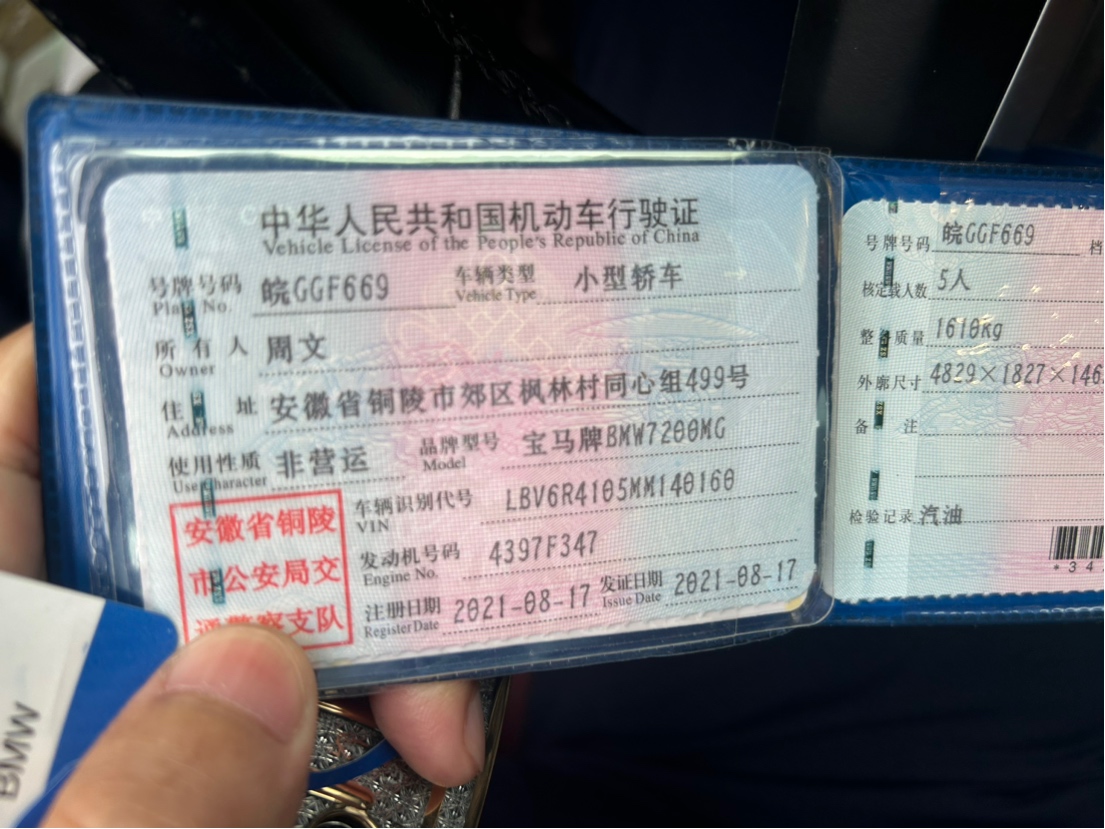 中华人民共和国机动车行驶证
Vehicle License of the People's Republic of China
号牌号码 皖GGF669 车辆类型 小型轿车
Plate No. Vehicle Type
所有人 周文
Owner
住址 安徽省铜陵市郊区枫林村同心组499号
Address
使用性质 非营运 品牌型号 宝马牌BMW7200MG
Use Character Model
车辆识别代号 LBV6R4105MM140160
VIN
发动机号码 4397F347
Engine No.
注册日期 2021-08-17 发证日期 2021-08-17
Register Date Issue Date
安徽省铜陵
市公安局交
通警察支队
号牌号码 皖GGF669 档
核定载人数 5人
整备质量 1610kg
外廓尺寸 4829×1827×146
备注
检验记录 汽油
*34
BMW